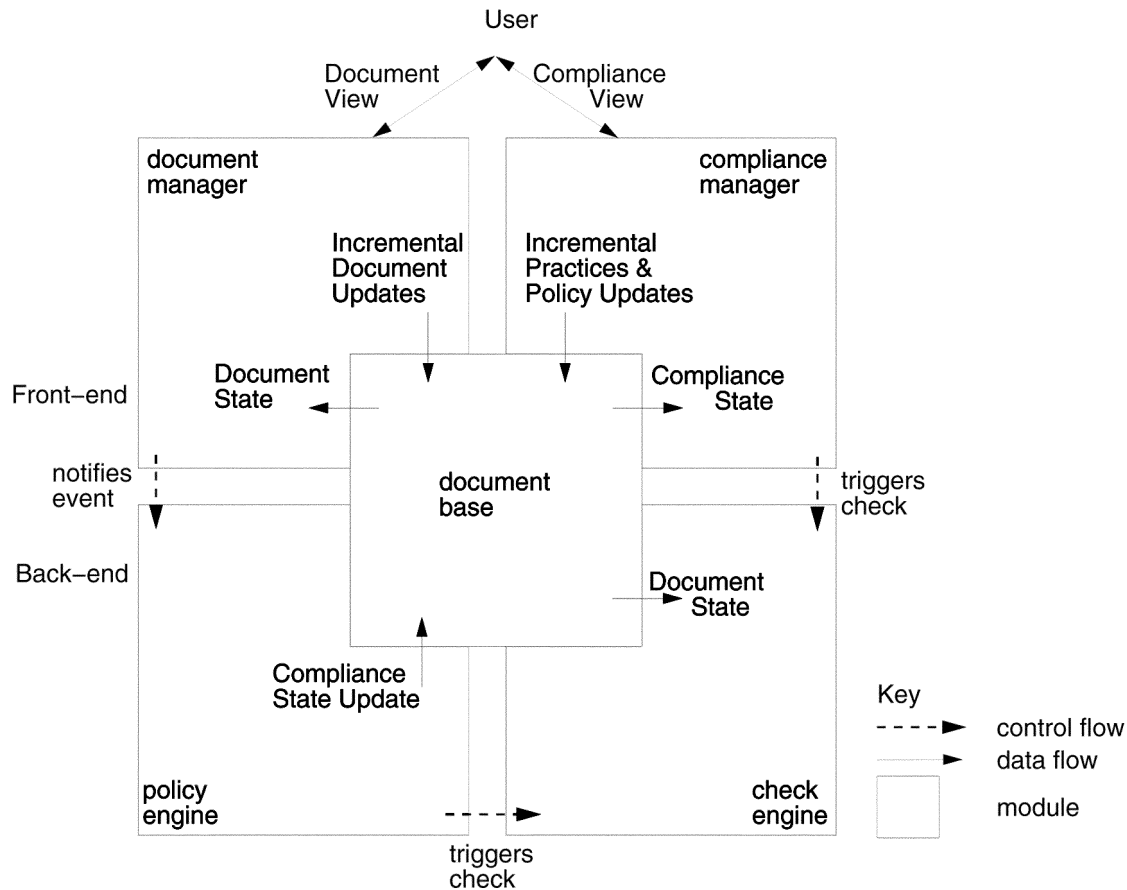 User
Document
View
Compliance
View
document
manager
compliance
manager
Incremental
Document
Updates
Incremental
Practices &
Policy Updates
Front–end
Document
State
Compliance
State
notifies
event
document
base
triggers
check
Back–end
Document
State
Compliance
State Update
Key
control flow
data flow
module
policy
engine
check
engine
triggers
check